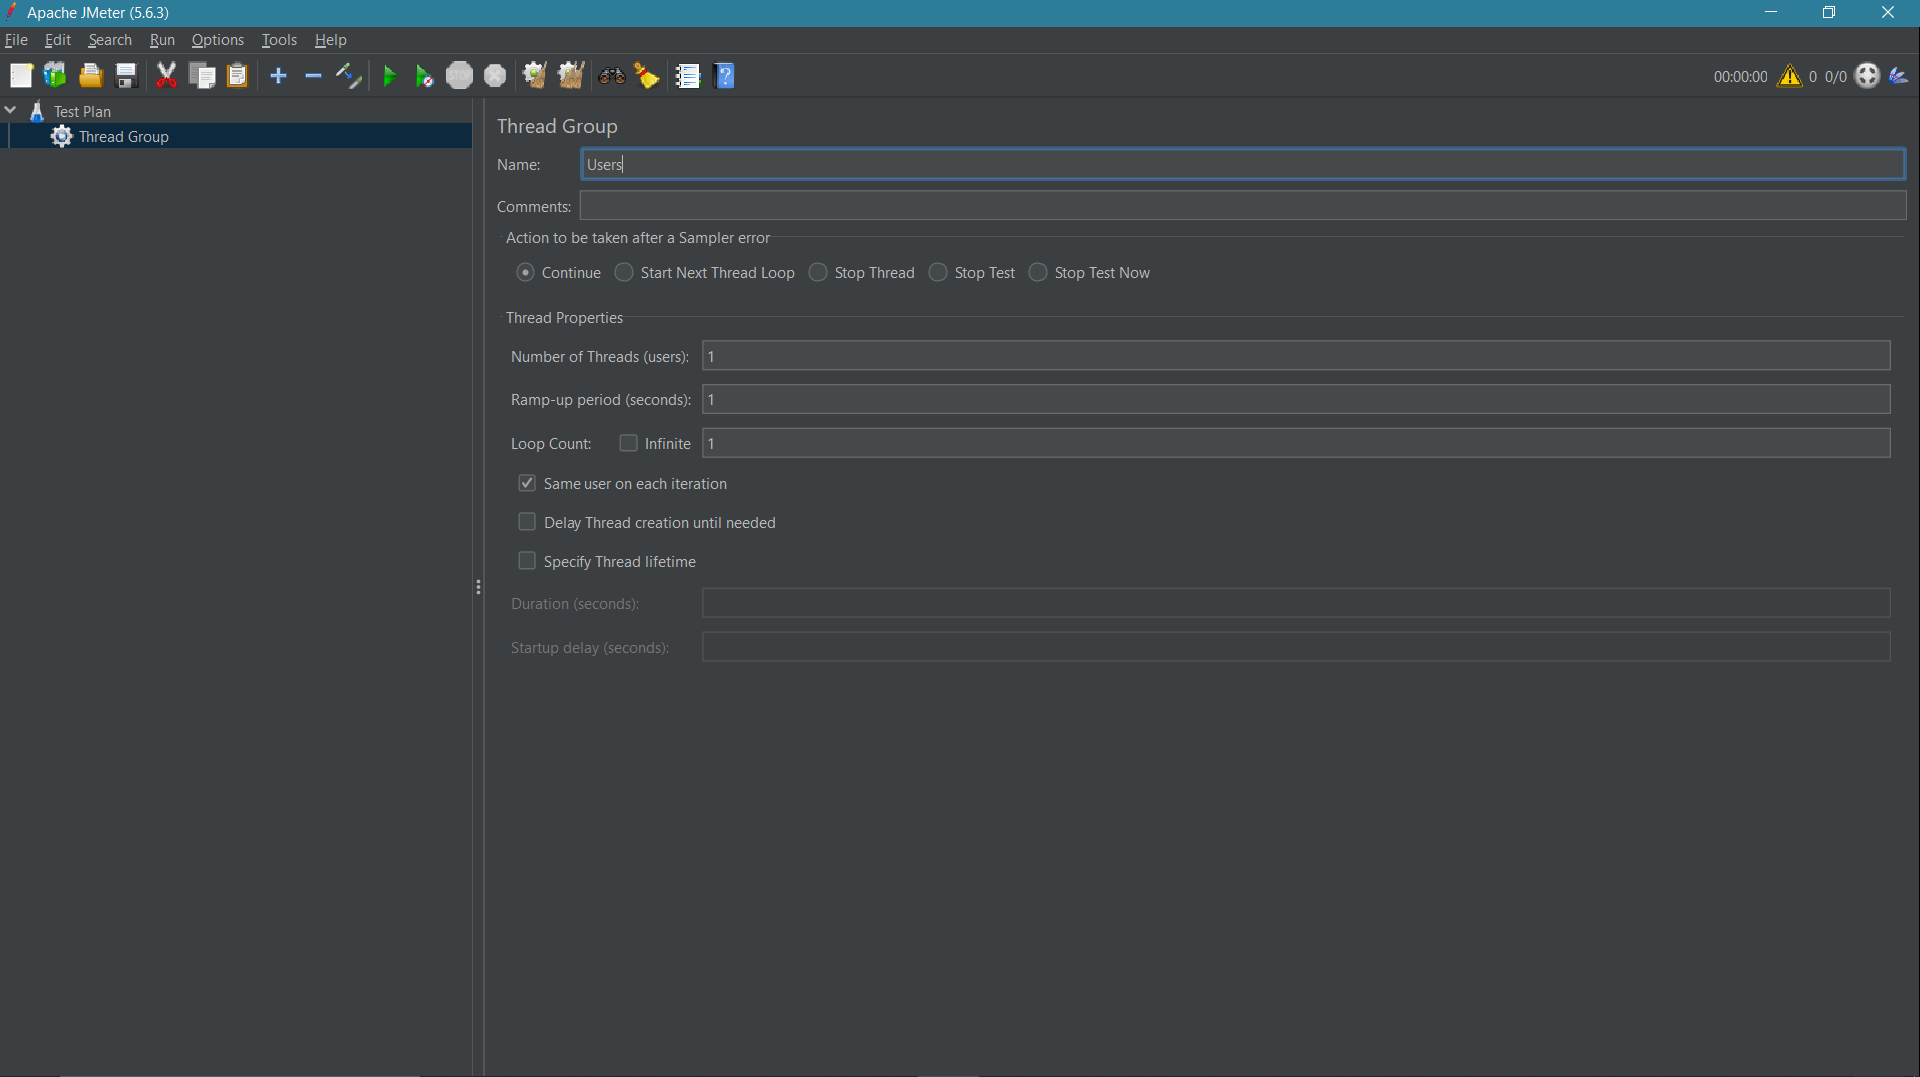 Apache JMeter (5.6.3)
File Edit Search Run Options Tools Help
STOP
?
00:00:00 0 0/0
Test Plan
Thread Group
Thread Group
Name: Users
Comments:
Action to be taken after a Sampler error
Continue Start Next Thread Loop Stop Thread Stop Test Stop Test Now
Thread Properties
Number of Threads (users): 1
Ramp-up period (seconds): 1
Loop Count: Infinite 1
Same user on each iteration
Delay Thread creation until needed
Specify Thread lifetime
Duration (seconds):
Startup delay (seconds):